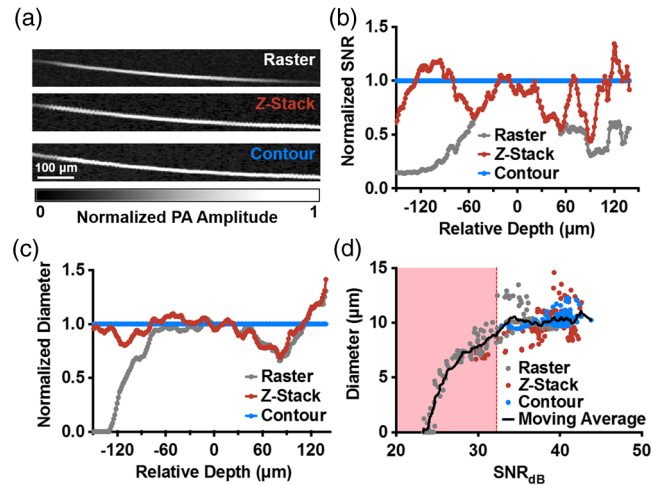 (a)
Raster
Z-Stack
Contour
100 μm
0
1
Normalized PA Amplitude
(b)
Normalized SNR
1.5
1.0
0.5
0.0
-120
-60
0
60
120
Relative Depth (μm)
Raster
Z-Stack
Contour
(c)
Normalized Diameter
1.5
1.0
0.5
0.0
-120
-60
0
60
120
Relative Depth (μm)
Raster
Z-Stack
Contour
(d)
Diameter (μm)
15
10
5
0
20
30
40
50
SNRdB
Raster
Z-Stack
Contour
Moving Average